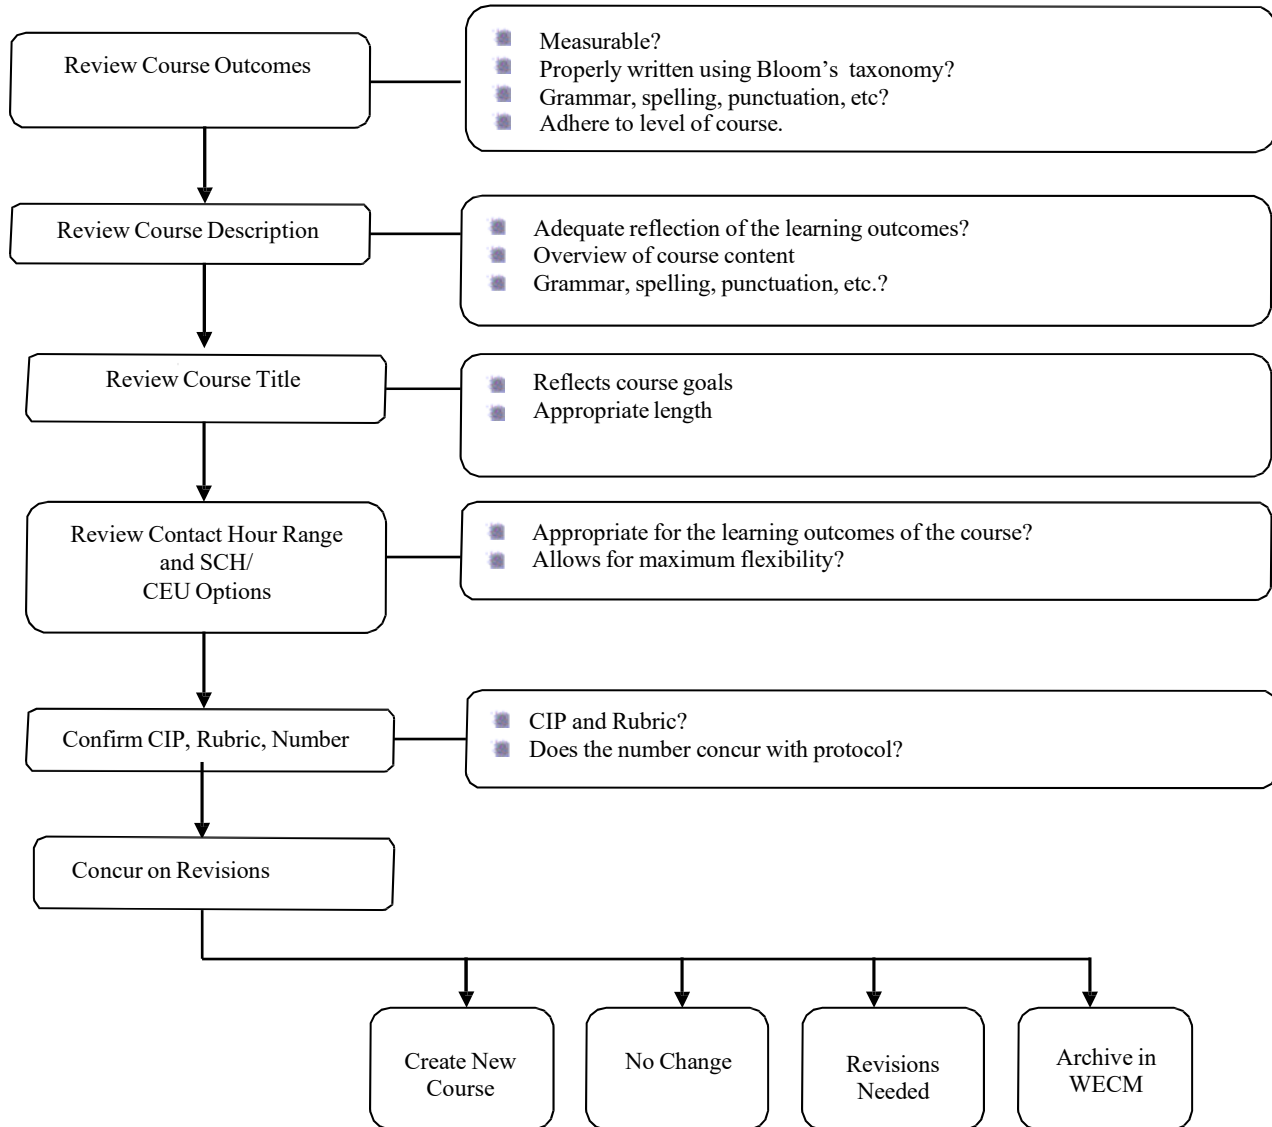 Review Course Outcomes
Measurable?
Properly written using Bloom’s taxonomy?
Grammar, spelling, punctuation, etc?
Adhere to level of course.
Review Course Description
Adequate reflection of the learning outcomes?
Overview of course content
Grammar, spelling, punctuation, etc.?
Review Course Title
Reflects course goals
Appropriate length
Review Contact Hour Range
and SCH/
CEU Options
Appropriate for the learning outcomes of the course?
Allows for maximum flexibility?
Confirm CIP, Rubric, Number
CIP and Rubric?
Does the number concur with protocol?
Concur on Revisions
Create New
Course
No Change
Revisions
Needed
Archive in
WECM